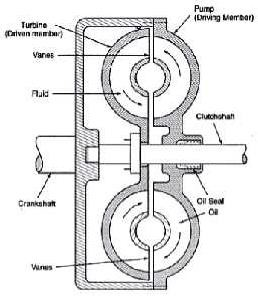 Turbine
(Driven member)
Pump
(Driving Member)
Vanes
Fluid
Clutchshaft
Crankshaft
Oil Seal
Oil
Vanes